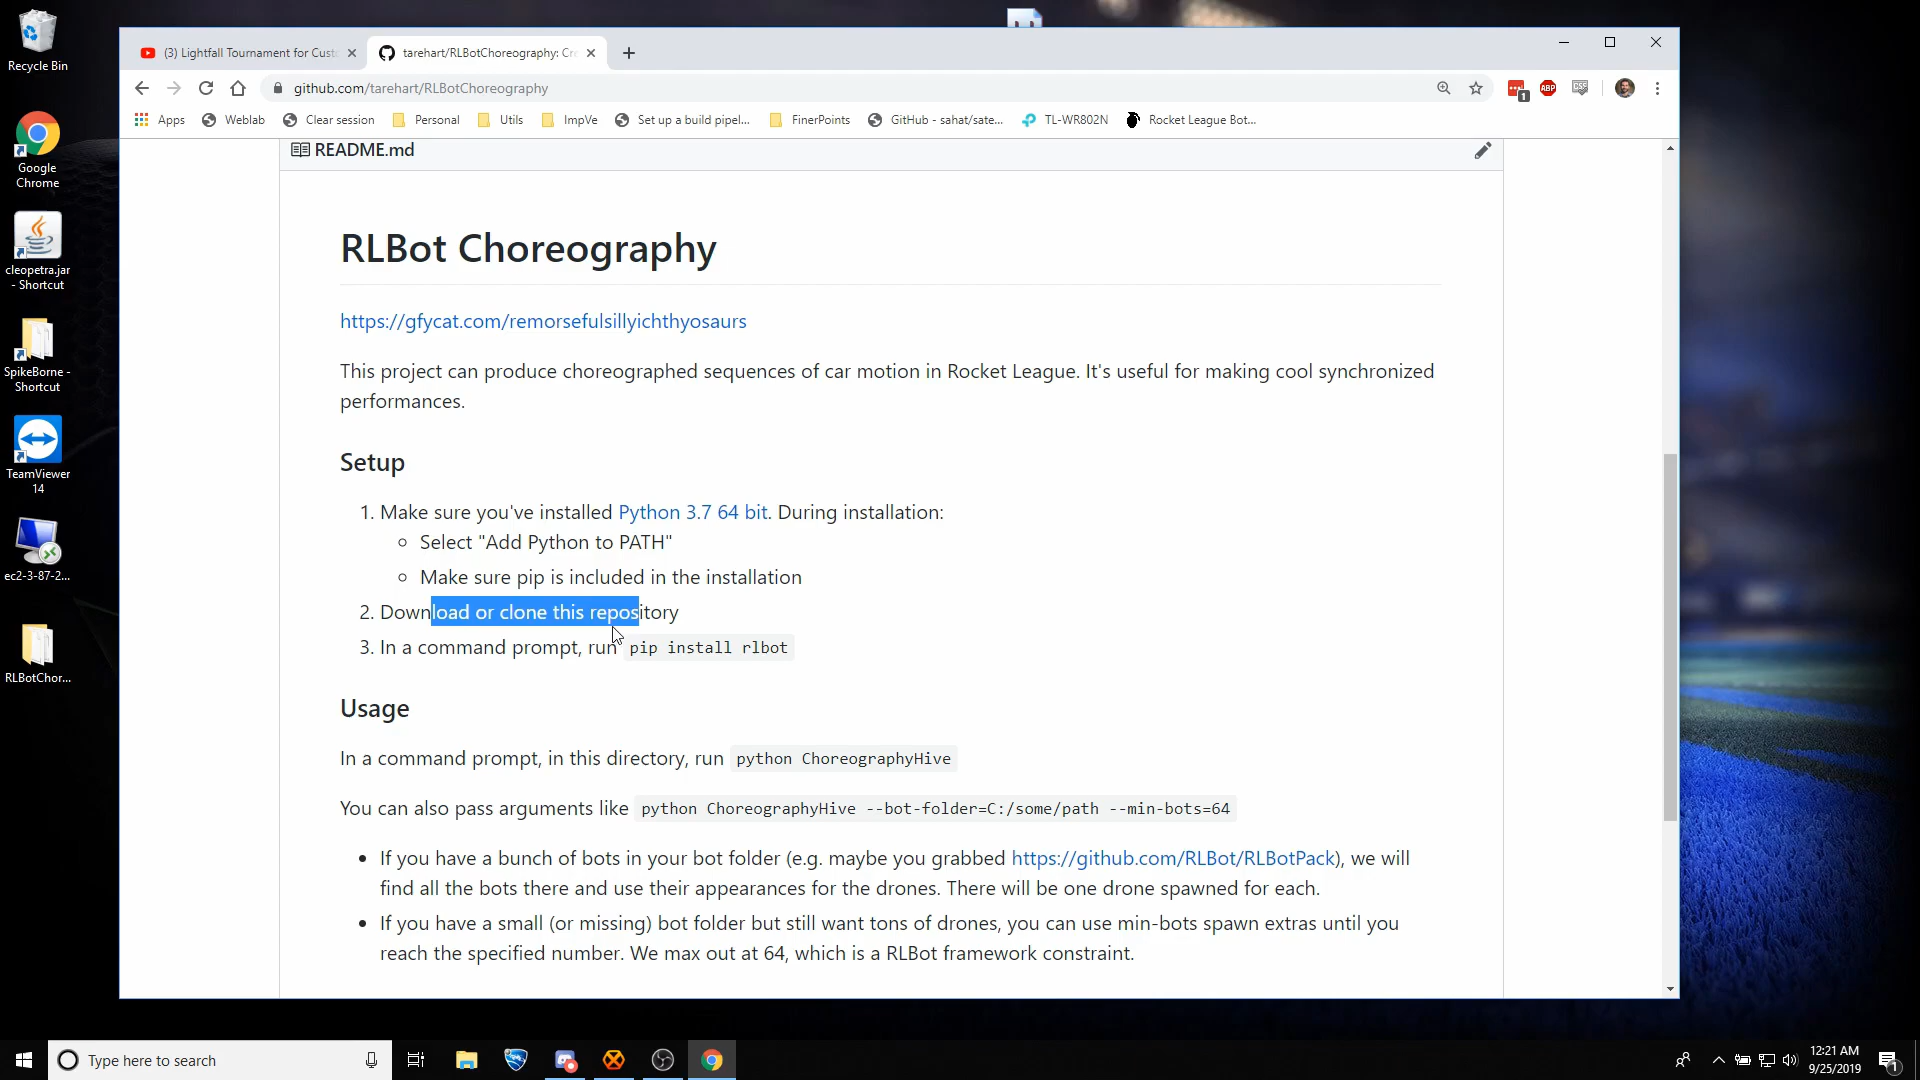 Recycle Bin
Google
Chrome
cleopetra.jar
- Shortcut
SpikeBorne -
Shortcut
TeamViewer
14
ec2-3-87-2...
RLBotChor...
(3) Lightfall Tournament for Cust
tarehart/RLBotChoreography: Cre
github.com/tarehart/RLBotChoreography
1
ABP
Apps
Weblab
Clear session
Personal
Utils
ImpVe
Set up a build pipel...
FinerPoints
GitHub - sahat/sate...
TL-WR802N
Rocket League Bot...
README.md
RLBot Choreography
https://gfycat.com/remorsefulsillyichthyosaurs
This project can produce choreographed sequences of car motion in Rocket League. It's useful for making cool synchronized
performances.
Setup
1. Make sure you've installed Python 3.7 64 bit. During installation:
Select "Add Python to PATH"
Make sure pip is included in the installation
2. Download or clone this repository
3. In a command prompt, run pip install rlbot
Usage
In a command prompt, in this directory, run python ChoreographyHive
You can also pass arguments like python ChoreographyHive --bot-folder=C:/some/path --min-bots=64
If you have a bunch of bots in your bot folder (e.g. maybe you grabbed https://github.com/RLBot/RLBotPack), we will
find all the bots there and use their appearances for the drones. There will be one drone spawned for each.
If you have a small (or missing) bot folder but still want tons of drones, you can use min-bots spawn extras until you
reach the specified number. We max out at 64, which is a RLBot framework constraint.
Type here to search
12:21 AM
9/25/2019
1